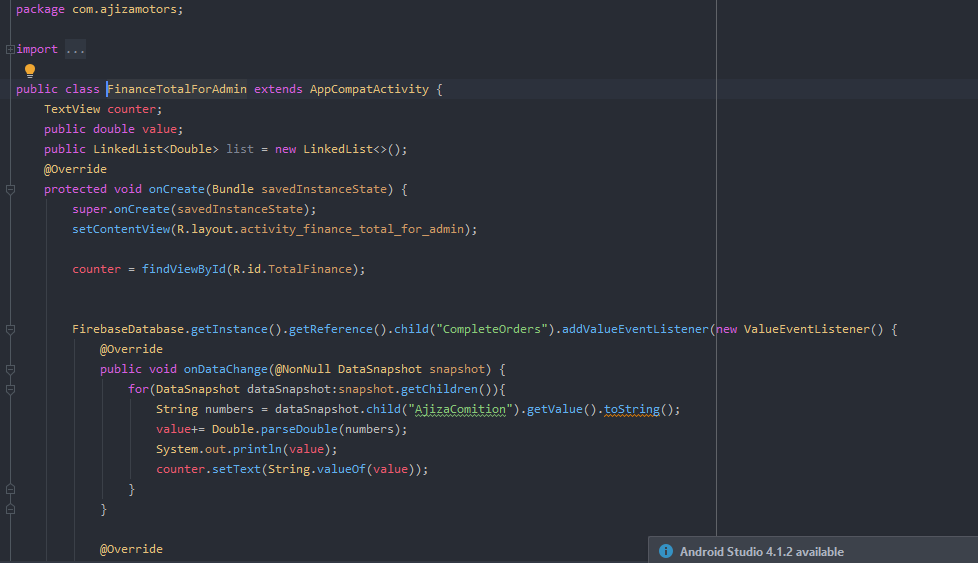 package com.ajizamotors;
import ...
public class FinanceTotalForAdmin extends AppCompatActivity {
TextView counter;
public double value;
public LinkedList<Double> list = new LinkedList<>();
@Override
protected void onCreate(Bundle savedInstanceState) {
super.onCreate(savedInstanceState);
setContentView(R.layout.activity_finance_total_for_admin);
counter = findViewById(R.id.TotalFinance);
FirebaseDatabase.getInstance().getReference().child("CompleteOrders").addValueEventListener(new ValueEventListener() {
@Override
public void onDataChange(@NonNull DataSnapshot snapshot) {
for(DataSnapshot dataSnapshot:snapshot.getChildren()){
String numbers = dataSnapshot.child("AjizaComition").getValue().toString();
value+= Double.parseDouble(numbers);
System.out.println(value);
counter.setText(String.valueOf(value));
}
}
@Override
Android Studio 4.1.2 available